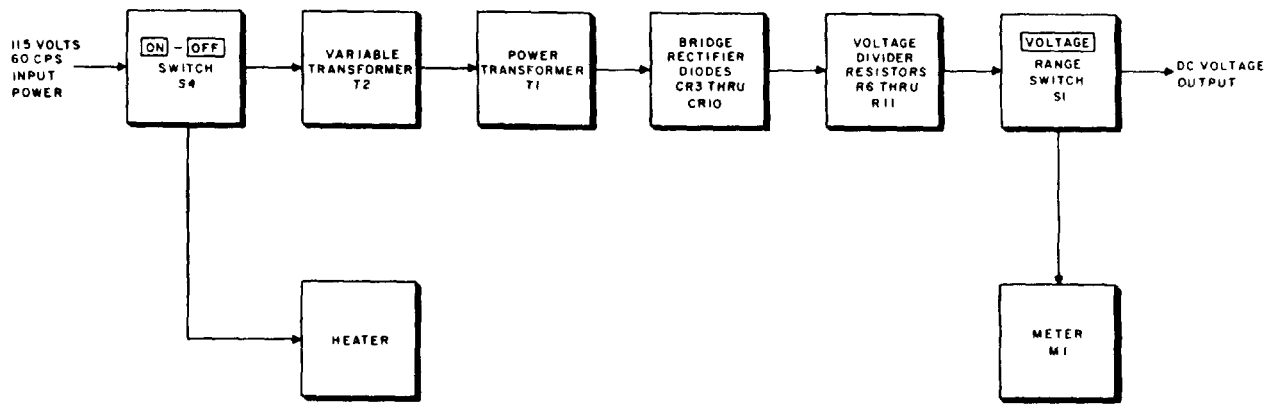 115 VOLTS
60 CPS
INPUT
POWER
ON - OFF
SWITCH
S4
VARIABLE
TRANSFORMER
T2
POWER
TRANSFORMER
T1
BRIDGE
RECTIFIER
DIODES
CR3 THRU
CR10
VOLTAGE
DIVIDER
RESISTORS
R6 THRU
R11
VOLTAGE
RANGE
SWITCH
S1
DC VOLTAGE
OUTPUT
HEATER
METER
M1